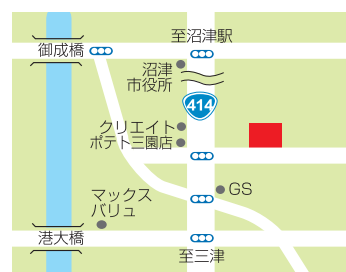 至沼津駅
御成橋
沼津
市役所
414
クリエイト
ポテト三園店
GS
マックス
バリュ
港大橋
至三津